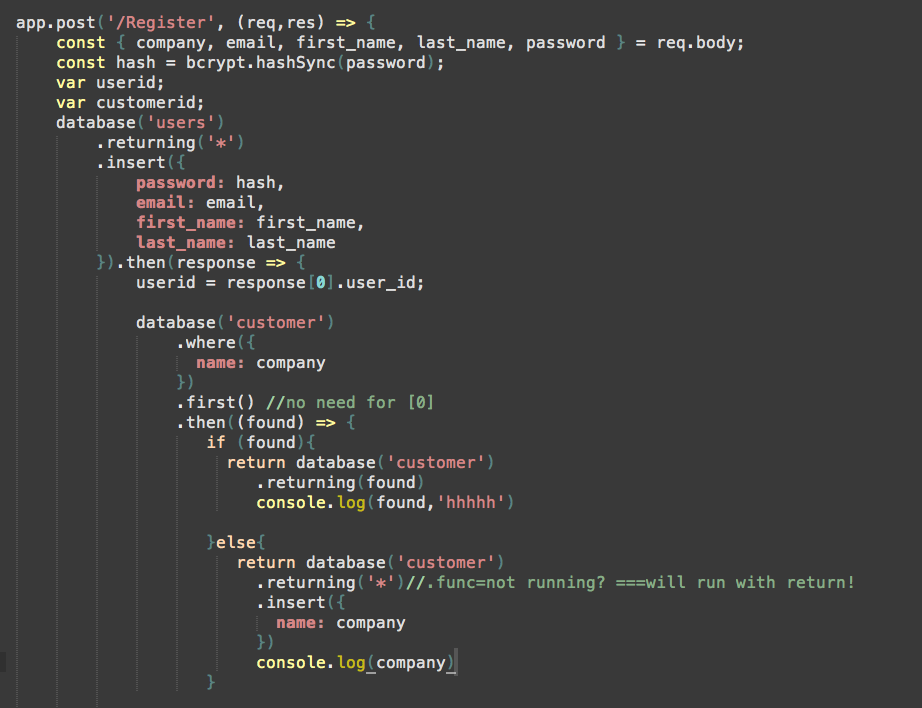 app.post('/Register', (req,res) => {
const { company, email, first_name, last_name, password } = req.body;
const hash = bcrypt.hashSync(password);
var userid;
var customerid;
database('users')
.returning('*')
.insert({
password: hash,
email: email,
first_name: first_name,
last_name: last_name
}).then(response => {
userid = response[0].user_id;
database('customer')
.where({
name: company
})
.first() //no need for [0]
.then((found) => {
if (found){
return database('customer')
.returning(found)
console.log(found,'hhhhh')
}else{
return database('customer')
.returning('*')//.func=not running? ===will run with return!
.insert({
name: company
})
console.log(company)
}